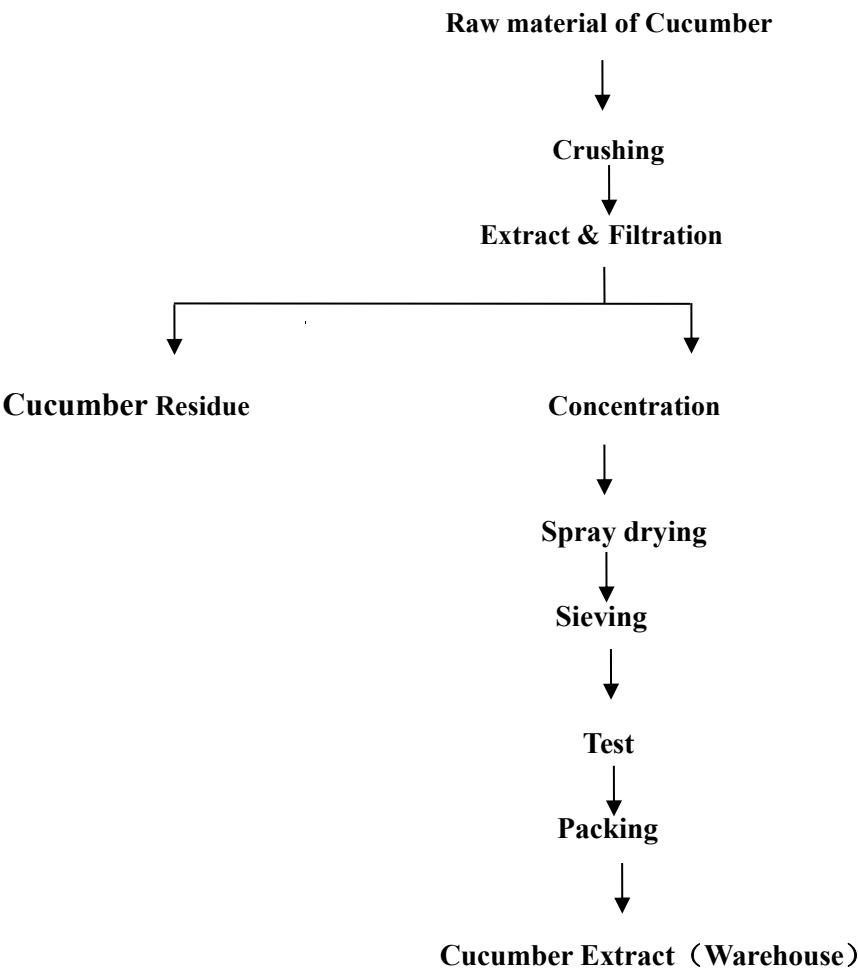 Raw material of Cucumber
Crushing
Extract & Filtration
Cucumber Residue
Concentration
Spray drying
Sieving
Test
Packing
Cucumber Extract（Warehouse）